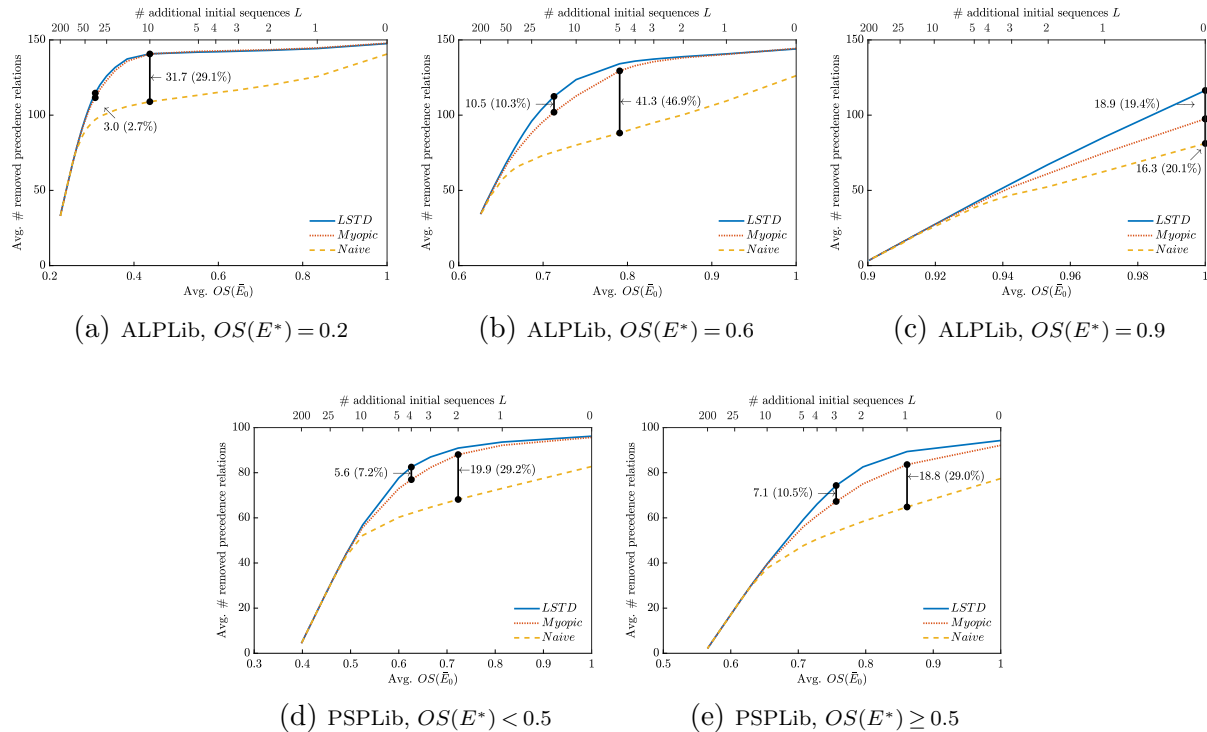 # additional initial sequences L
200 50 25 10 5 4 3 2 1 0
150
100
50
0
Avg. # removed precedence relations
31.7 (29.1%)
3.0 (2.7%)
LSTD
Myopic
Naive
0.2 0.4 0.6 0.8 1
Avg. OS(Ē₀)
(a) ALPLib, OS(E*) = 0.2
# additional initial sequences L
200 50 25 10 5 4 3 2 1 0
150
100
50
0
Avg. # removed precedence relations
10.5 (10.3%)
41.3 (46.9%)
LSTD
Myopic
Naive
0.6 0.7 0.8 0.9 1
Avg. OS(Ē₀)
(b) ALPLib, OS(E*) = 0.6
# additional initial sequences L
200 25 10 5 4 3 2 1 0
150
100
50
0
Avg. # removed precedence relations
18.9 (19.4%)
16.3 (20.1%)
LSTD
Myopic
Naive
0.9 0.92 0.94 0.96 0.98 1
Avg. OS(Ē₀)
(c) ALPLib, OS(E*) = 0.9
# additional initial sequences L
200 25 10 5 4 3 2 1 0
100
80
60
40
20
0
Avg. # removed precedence relations
5.6 (7.2%)
19.9 (29.2%)
LSTD
Myopic
Naive
0.3 0.4 0.5 0.6 0.7 0.8 0.9 1
Avg. OS(Ē₀)
(d) PSPLib, OS(E*) < 0.5
# additional initial sequences L
200 25 10 5 4 3 2 1 0
100
80
60
40
20
0
Avg. # removed precedence relations
7.1 (10.5%)
18.8 (29.0%)
LSTD
Myopic
Naive
0.5 0.6 0.7 0.8 0.9 1
Avg. OS(Ē₀)
(e) PSPLib, OS(E*) ≥ 0.5